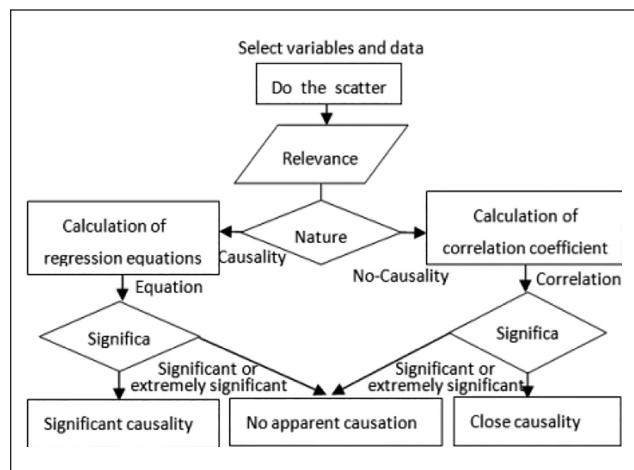 Select variables and data
Do the scatter
Relevance
Nature
Calculation of
regression equations
Causality
Calculation of
correlation coefficient
No-Causality
Equation
Correlation
Significa
Significa
Significant or
extremely significant
Significant or
extremely significant
Significant causality
No apparent causation
Close causality